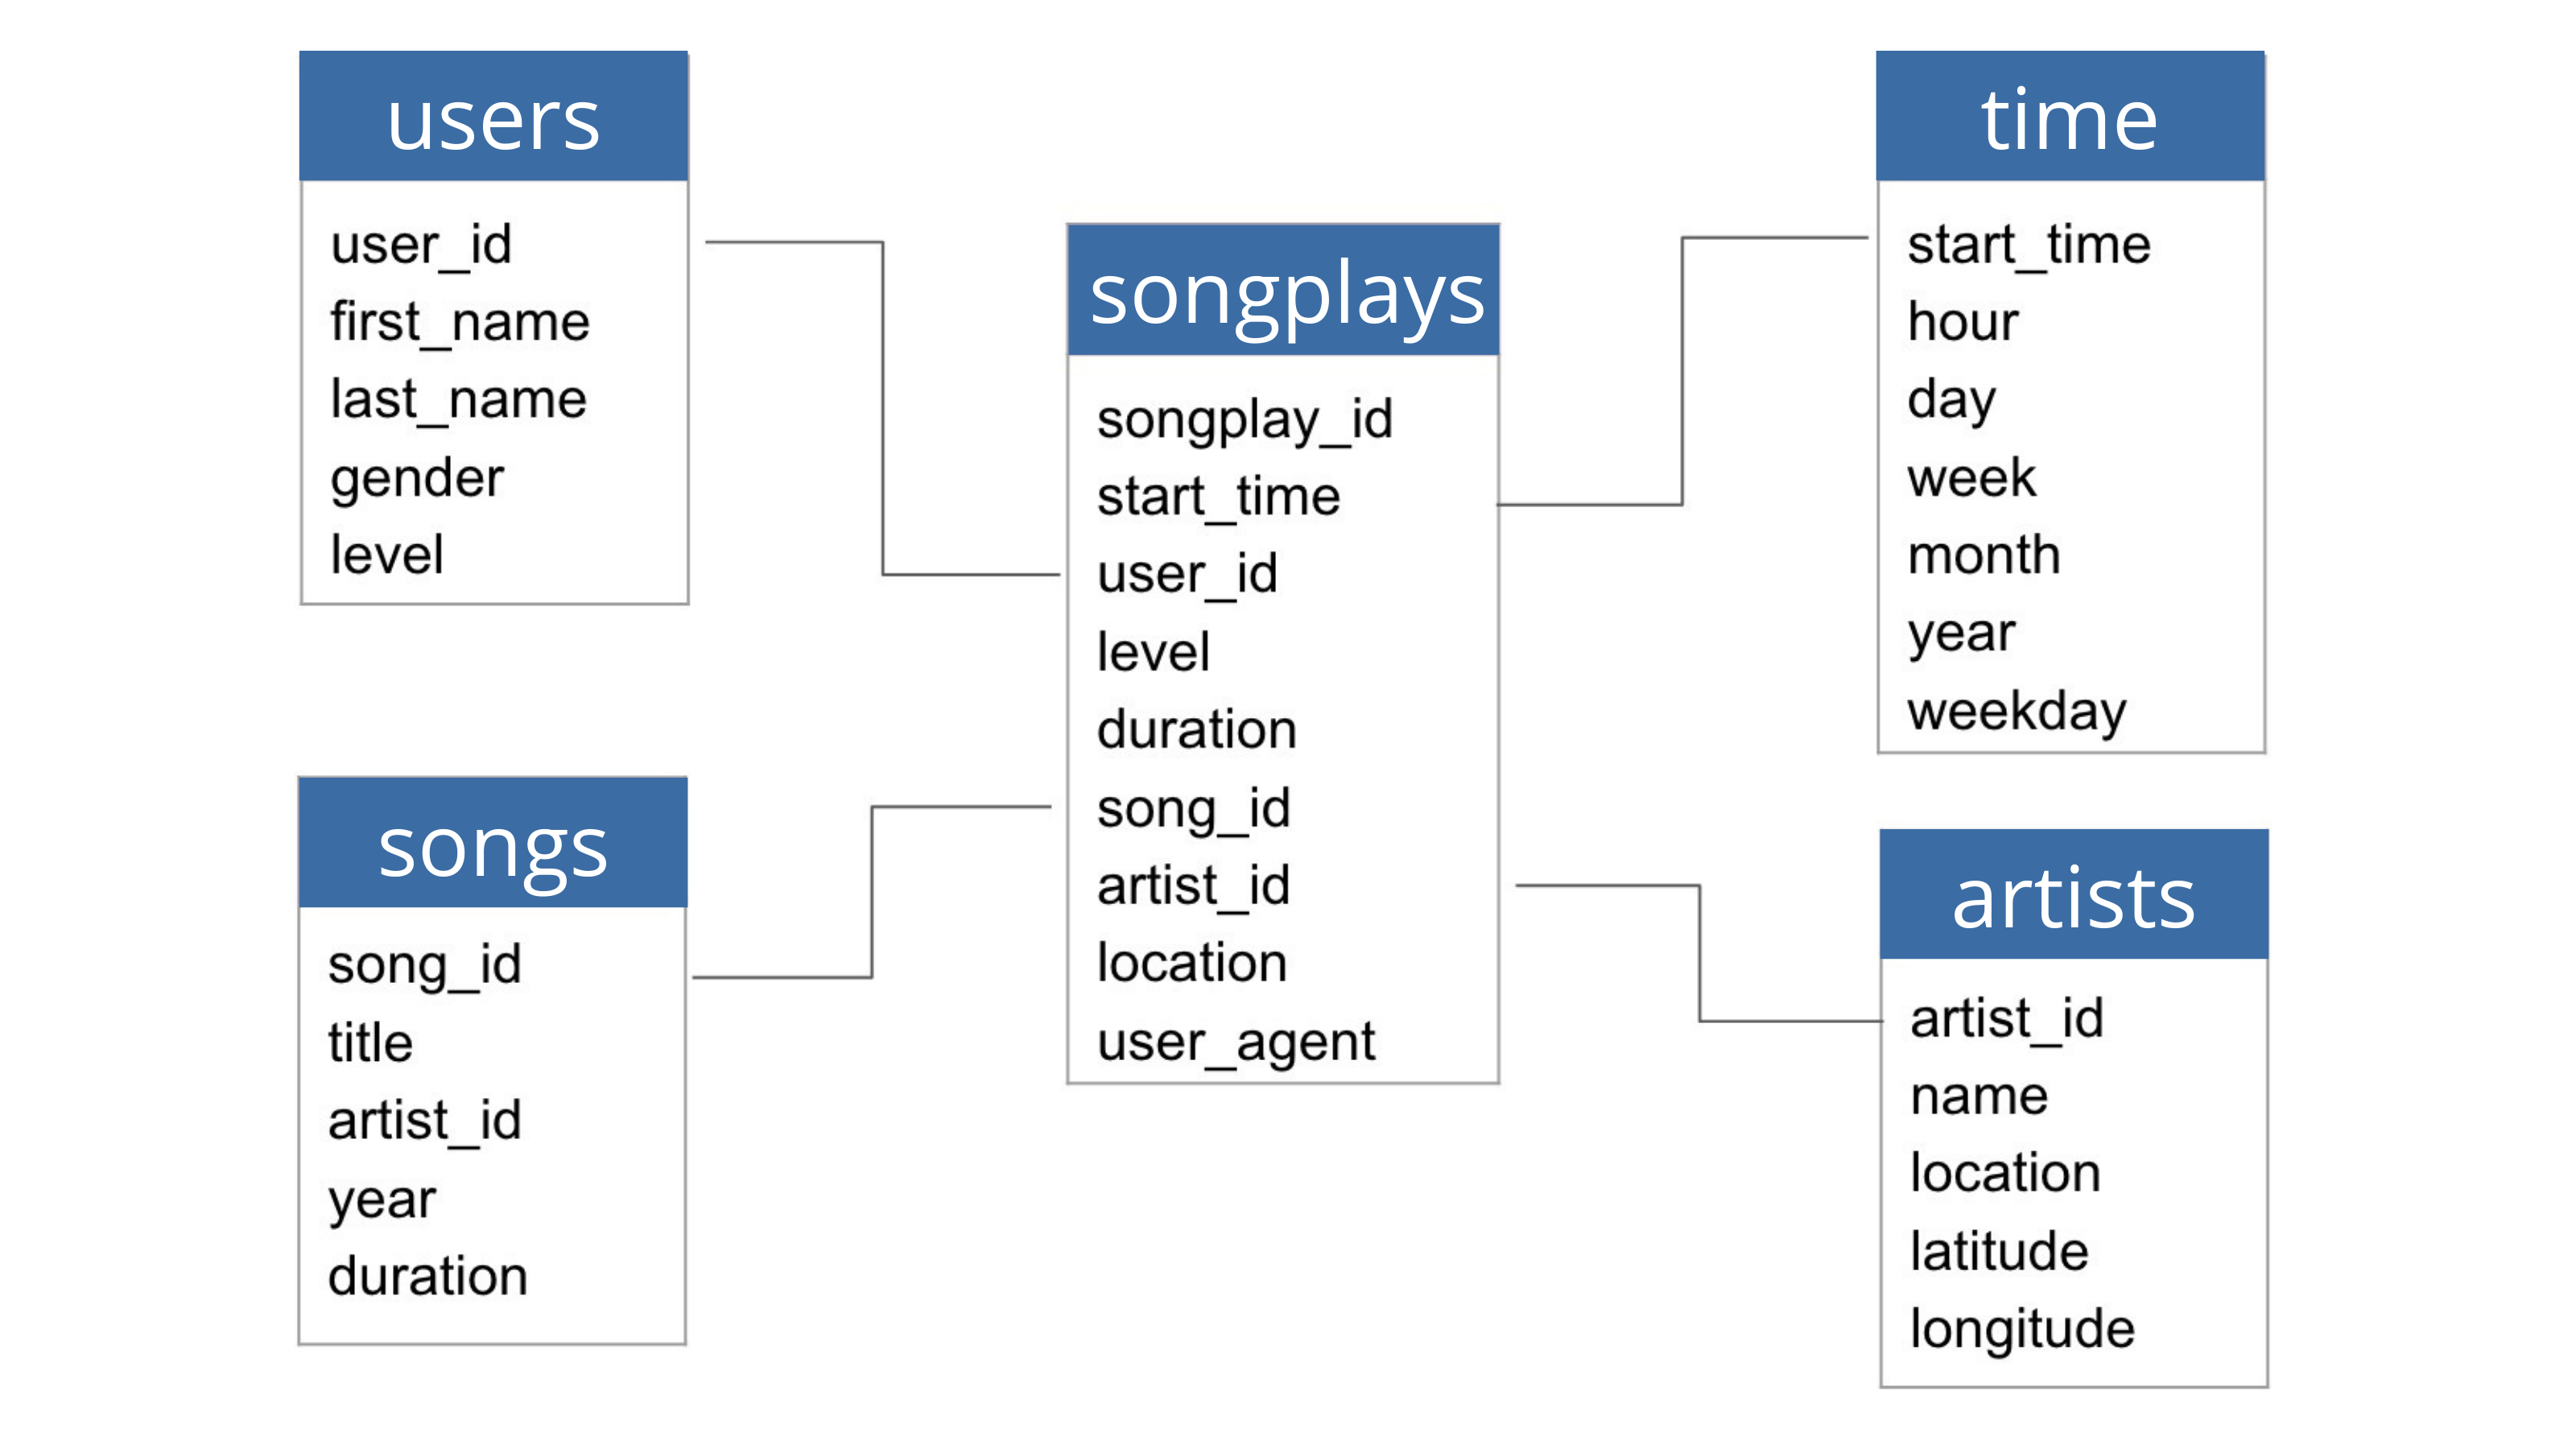 users
user_id
first_name
last_name
gender
level
songs
song_id
title
artist_id
year
duration
songplays
songplay_id
start_time
user_id
level
duration
song_id
artist_id
location
user_agent
time
start_time
hour
day
week
month
year
weekday
artists
artist_id
name
location
latitude
longitude